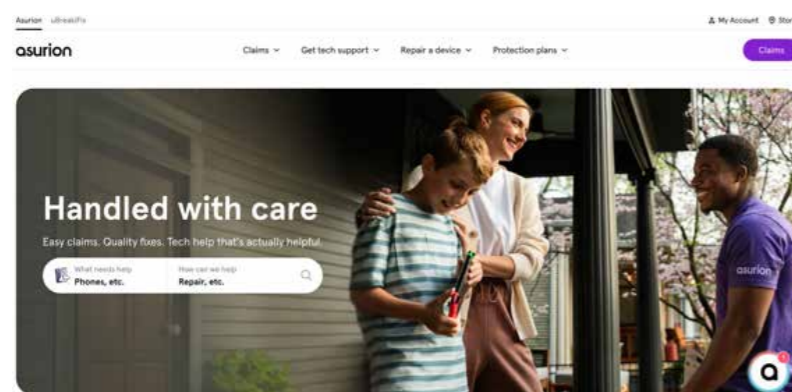 Asurion uBreakiFix
My Account Stor
asurion
Claims Get tech support Repair a device Protection plans Claims
Handled with care
Easy claims. Quality fixes. Tech help that's actually helpful.
What needs help How can we help
Phones, etc. Repair, etc.
asurion
a